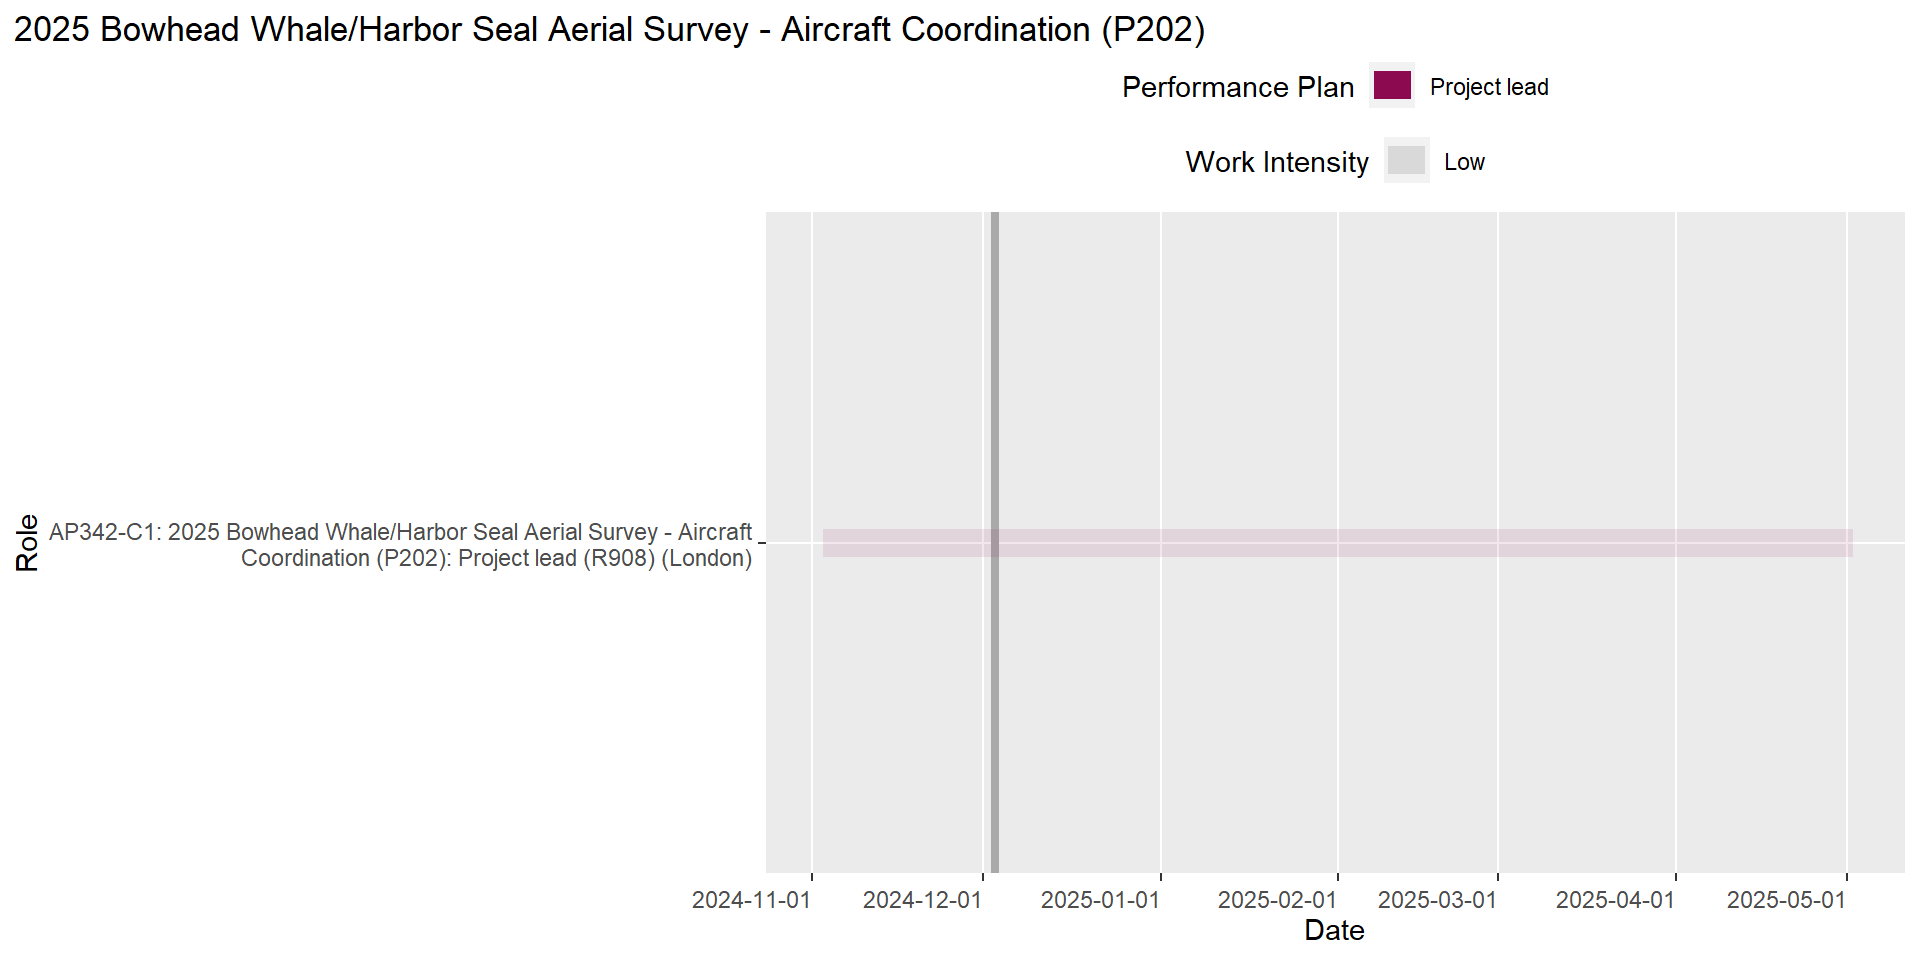 2025 Bowhead Whale/Harbor Seal Aerial Survey - Aircraft Coordination (P202)
Performance Plan
Project lead
Work Intensity
Low
Role
AP342-C1: 2025 Bowhead Whale/Harbor Seal Aerial Survey - Aircraft
Coordination (P202): Project lead (R908) (London)
2024-11-01
2024-12-01
2025-01-01
2025-02-01
2025-03-01
2025-04-01
2025-05-01
Date